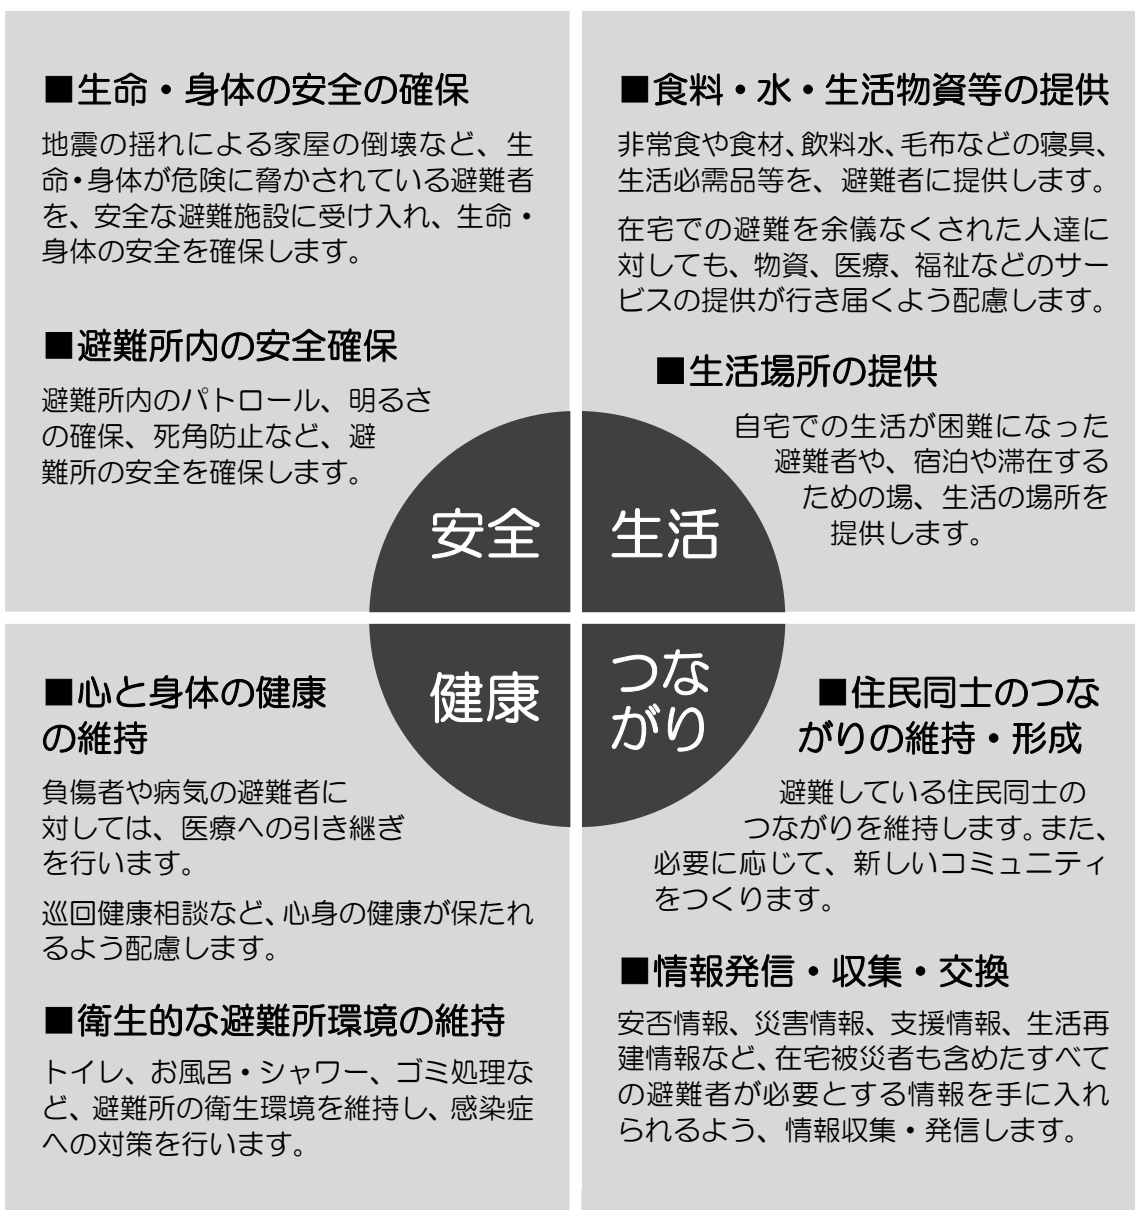 ■生命・身体の安全の確保
地震の揺れによる家屋の倒壊など、生
命・身体が危険に脅かされている避難者
を、安全な避難施設に受け入れ、生命・
身体の安全を確保します。
■避難所内の安全確保
避難所内のパトロール、明るさ
の確保、死角防止など、避
難所の安全を確保します。
安全
■食料・水・生活物資等の提供
非常食や食材、飲料水、毛布などの寝具、
生活必需品等を、避難者に提供します。
在宅での避難を余儀なくされた人達に
対しても、物資、医療、福祉などのサー
ビスの提供が行き届くよう配慮します。
■生活場所の提供
自宅での生活が困難になった
避難者や、宿泊や滞在する
ための場、生活の場所を
提供します。
生活
■心と身体の健康
の維持
負傷者や病気の避難者に
対しては、医療への引き継ぎ
を行います。
巡回健康相談など、心身の健康が保たれ
るよう配慮します。
■衛生的な避難所環境の維持
トイレ、お風呂・シャワー、ゴミ処理な
ど、避難所の衛生環境を維持し、感染症
への対策を行います。
健康
つな
がり
■住民同士のつな
がりの維持・形成
避難している住民同士の
つながりを維持します。また、
必要に応じて、新しいコミュニティ
をつくります。
■情報発信・収集・交換
安否情報、災害情報、支援情報、生活再
建情報など、在宅被災者も含めたすべて
の避難者が必要とする情報を手に入れ
られるよう、情報収集・発信します。